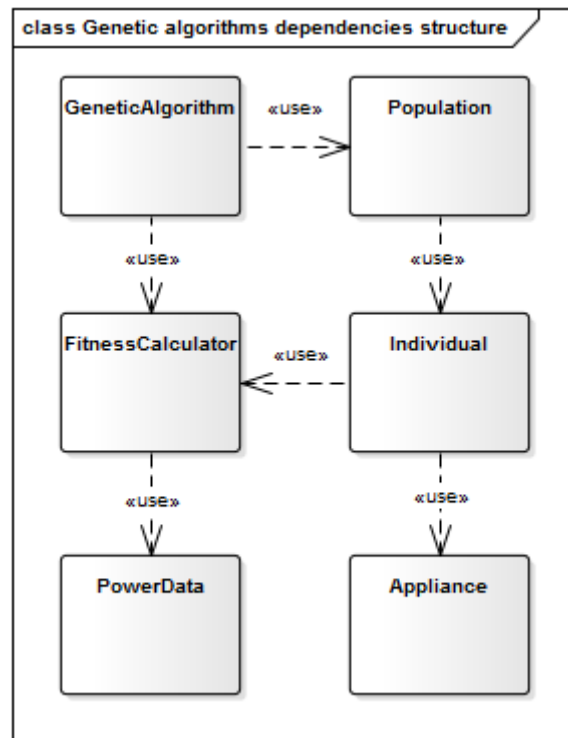 class Genetic algorithms dependencies structure
GeneticAlgorithm
«use»
Population
«use»
«use»
FitnessCalculator
«use»
Individual
«use»
«use»
PowerData
Appliance